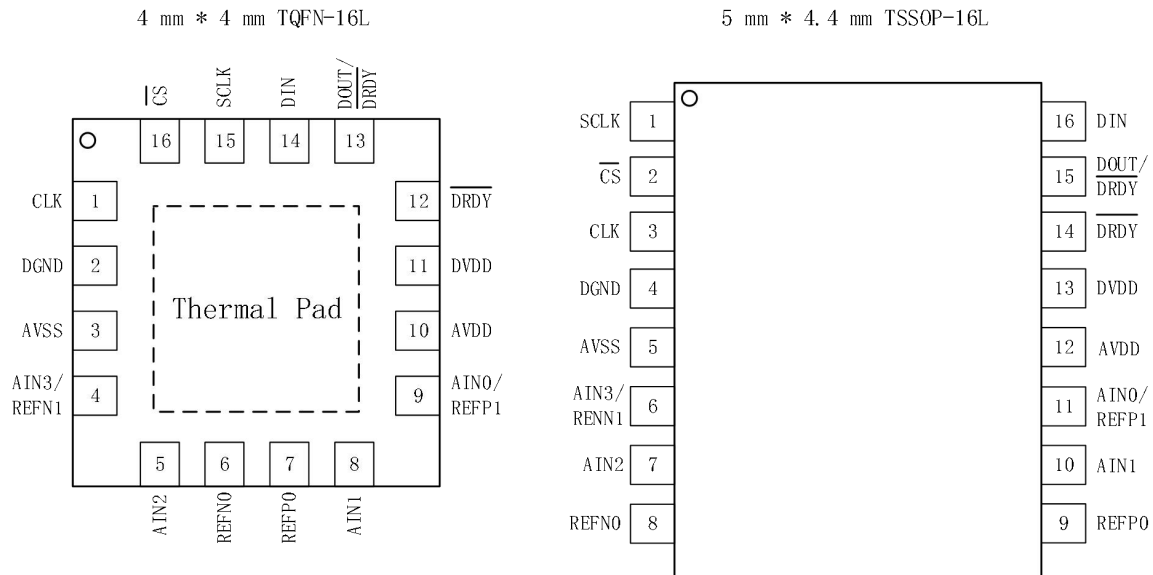 4 mm * 4 mm TQFN-16L
CS
SCLK
DIN
DOUT/
DRDY
16
15
14
13
CLK
1
DGND
2
AVSS
3
AIN3/
REFN1
4
Thermal Pad
12
DRDY
11
DVDD
10
AVDD
9
AIN0/
REFP1
5
6
7
8
AIN2
REFN0
REFP0
AIN1
5 mm * 4.4 mm TSSOP-16L
SCLK
1
CS
2
CLK
3
DGND
4
AVSS
5
AIN3/
RENN1
6
AIN2
7
REFN0
8
16
DIN
15
DOUT/
DRDY
14
DRDY
13
DVDD
12
AVDD
11
AIN0/
REFP1
10
AIN1
9
REFP0